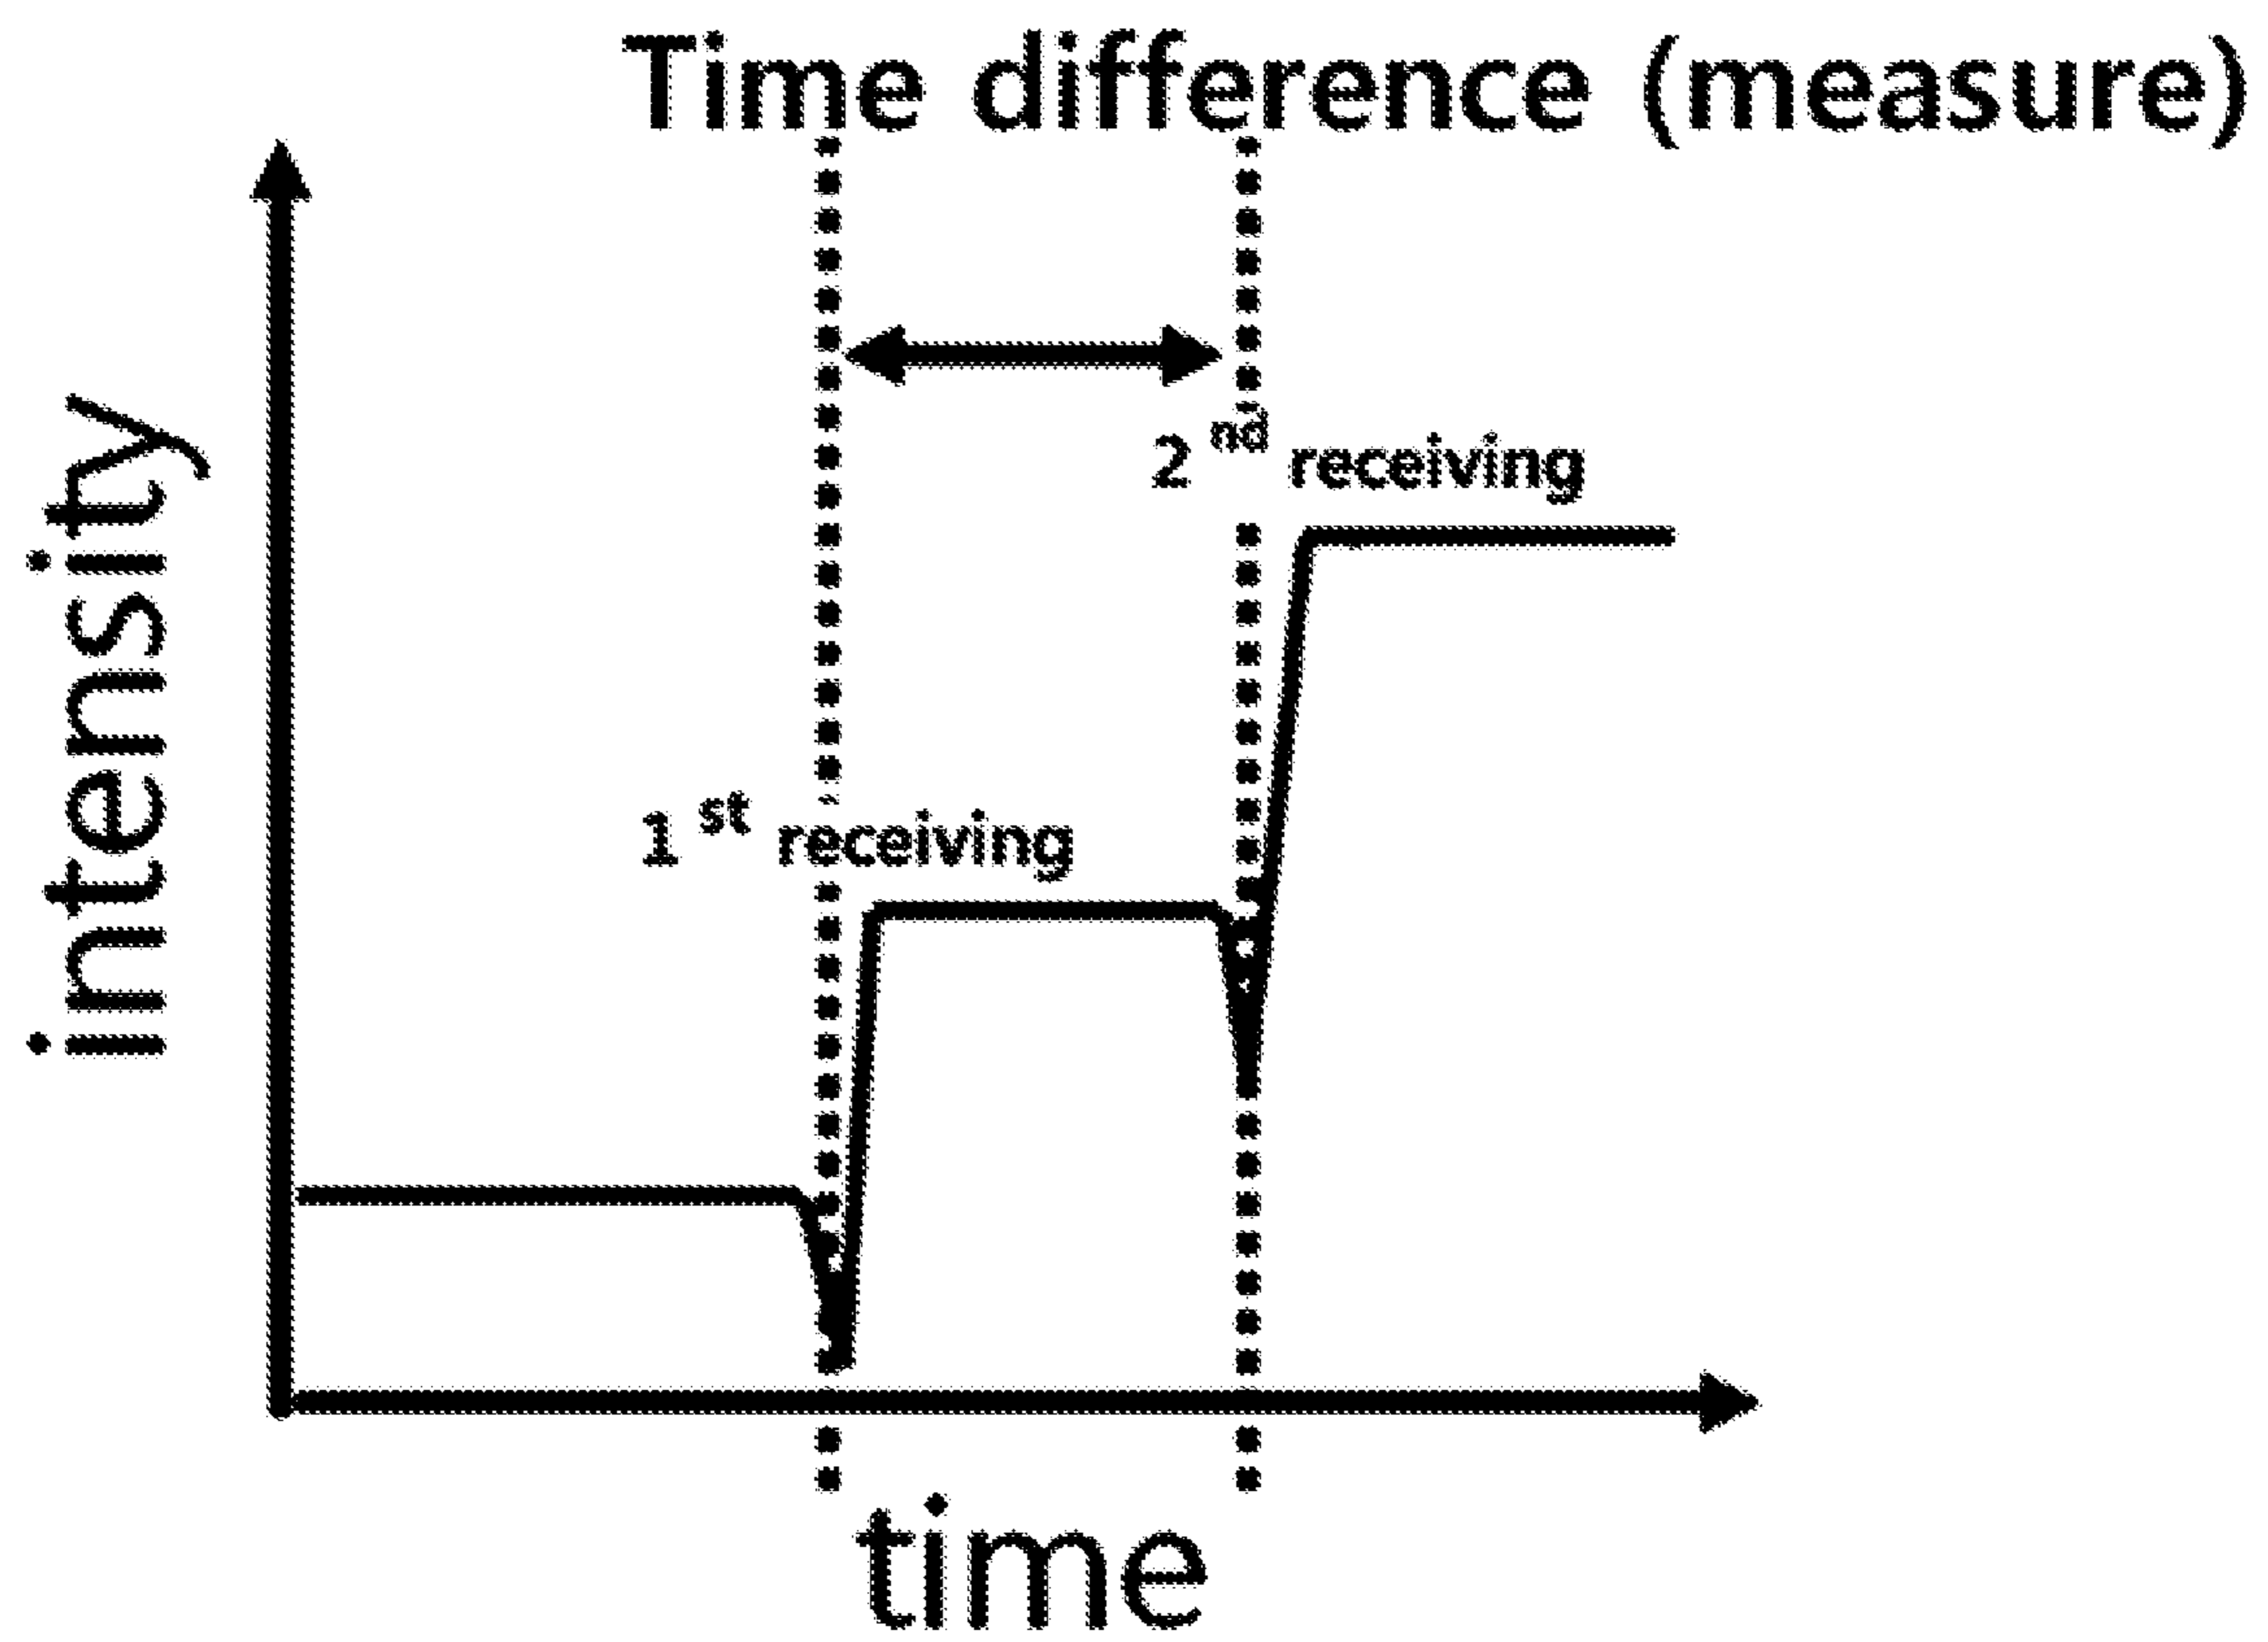 Time difference (measure)
intensity
2nd receiving
1st receiving
time